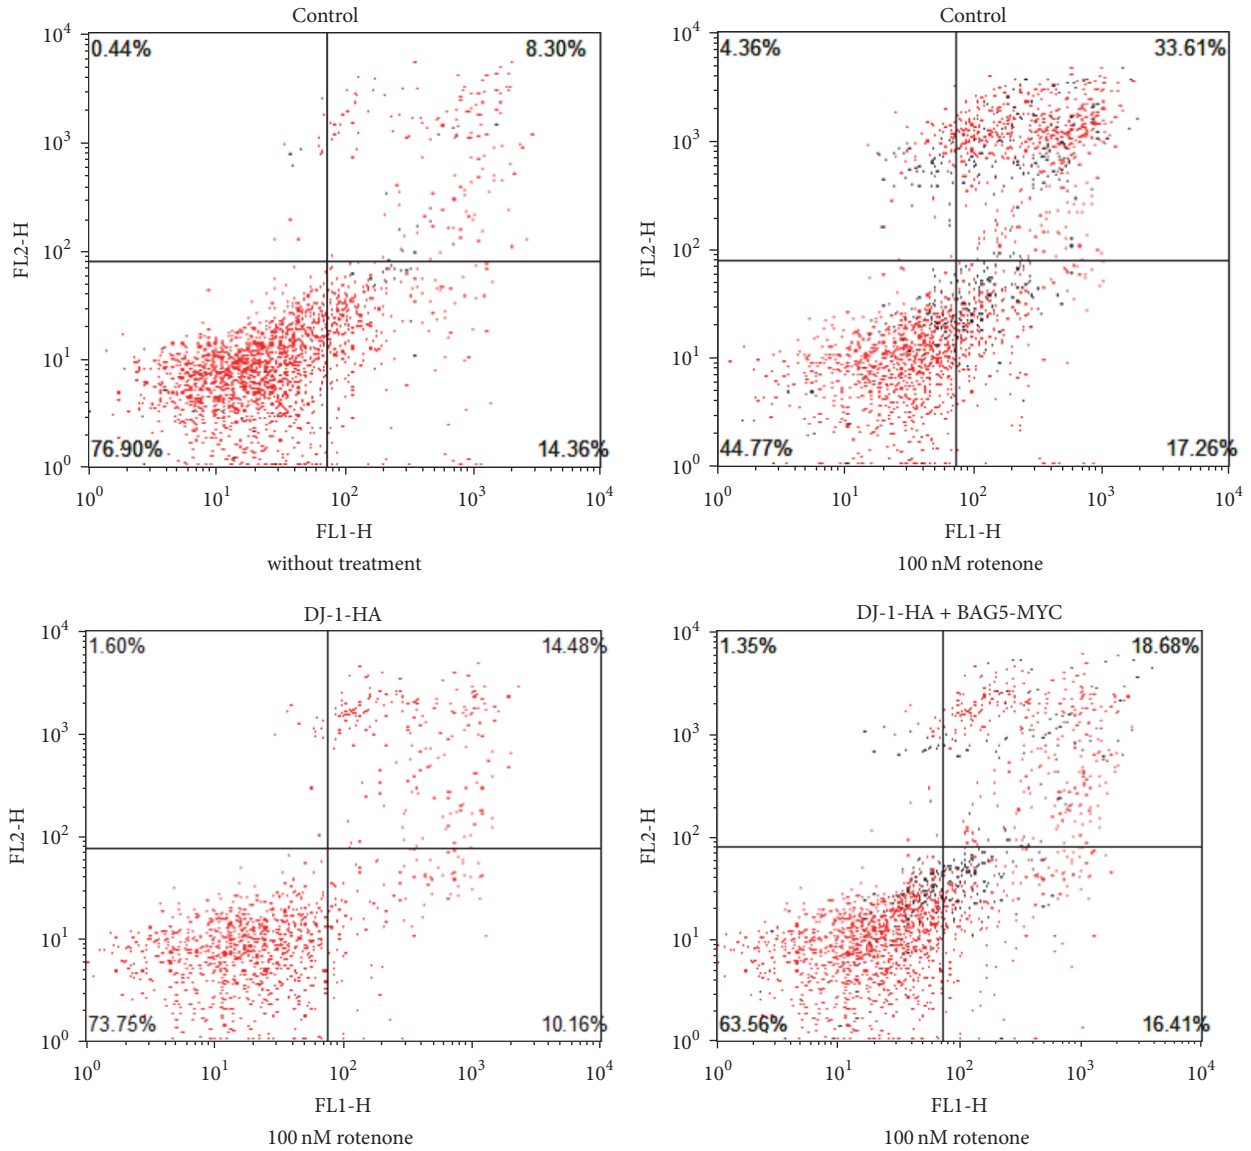 Control
10^4
0.44%
8.30%
10^3
FL2-H
10^2
10^1
76.90%
14.36%
10^0
10^0 10^1 10^2 10^3 10^4
FL1-H
without treatment
Control
10^4
4.36%
33.61%
10^3
FL2-H
10^2
10^1
44.77%
17.26%
10^0
10^0 10^1 10^2 10^3 10^4
FL1-H
100 nM rotenone
DJ-1-HA
10^4
1.60%
14.48%
10^3
FL2-H
10^2
10^1
73.75%
10.16%
10^0
10^0 10^1 10^2 10^3 10^4
FL1-H
100 nM rotenone
DJ-1-HA + BAG5-MYC
10^4
1.35%
18.68%
10^3
FL2-H
10^2
10^1
63.56%
16.41%
10^0
10^0 10^1 10^2 10^3 10^4
FL1-H
100 nM rotenone